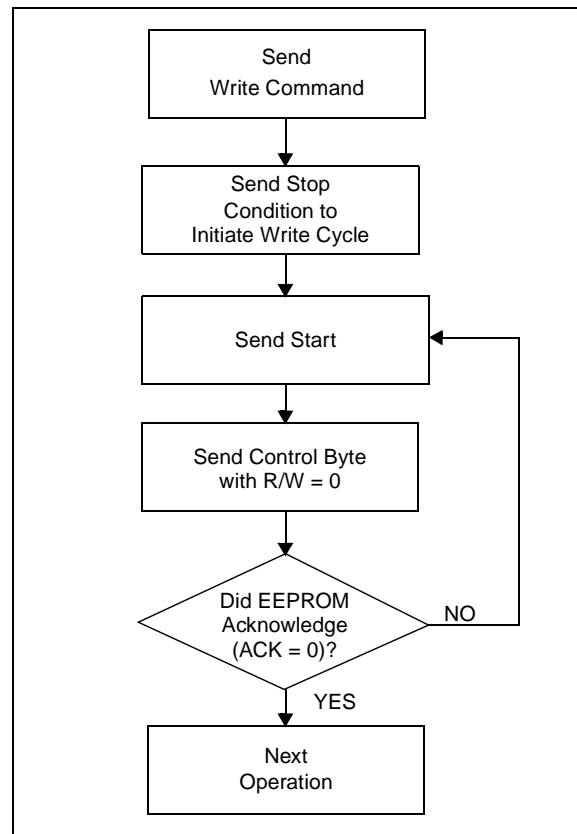 Send
Write Command
Send Stop
Condition to
Initiate Write Cycle
Send Start
Send Control Byte
with R/W = 0
Did EEPROM
Acknowledge
(ACK = 0)?
NO
YES
Next
Operation